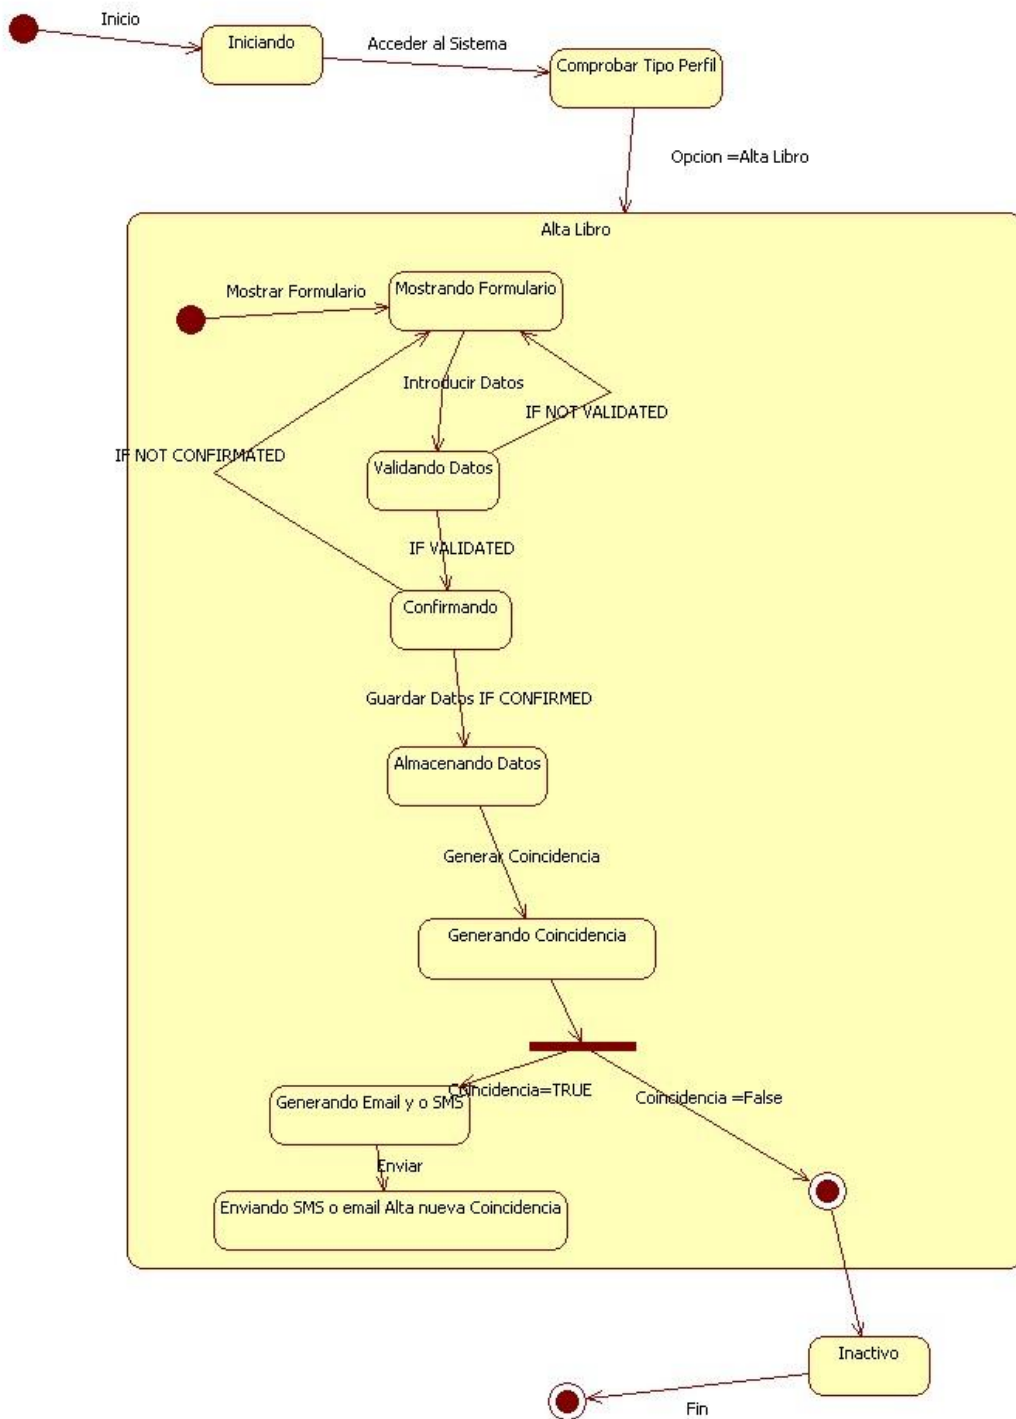 Inicio
Iniciando
Acceder al Sistema
Comprobar Tipo Perfil
Opcion =Alta Libro
Alta Libro
Mostrar Formulario
Mostrando Formulario
Introducir Datos
IF NOT VALIDATED
IF NOT CONFIRMATED
Validando Datos
IF VALIDATED
Confirmando
Guardar Datos IF CONFIRMED
Almacenando Datos
Generar Coincidencia
Generando Coincidencia
Coincidencia=TRUE
Coincidencia =False
Generando Email y o SMS
Enviar
Enviando SMS o email Alta nueva Coincidencia
Inactivo
Fin